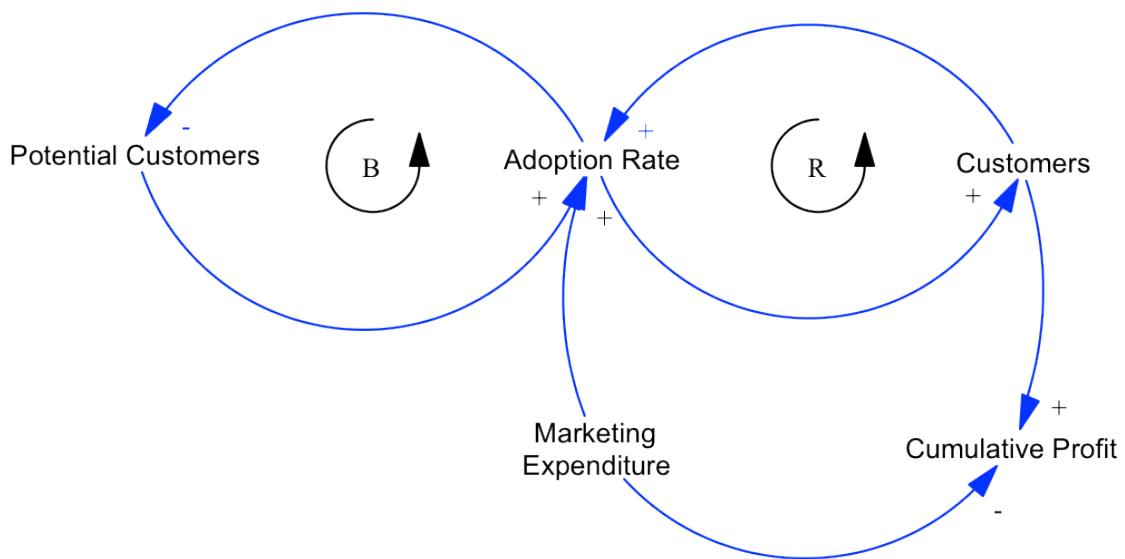 -
+
Potential Customers
B
Adoption Rate
R
Customers
+
+
+
Marketing
Expenditure
+
Cumulative Profit
-